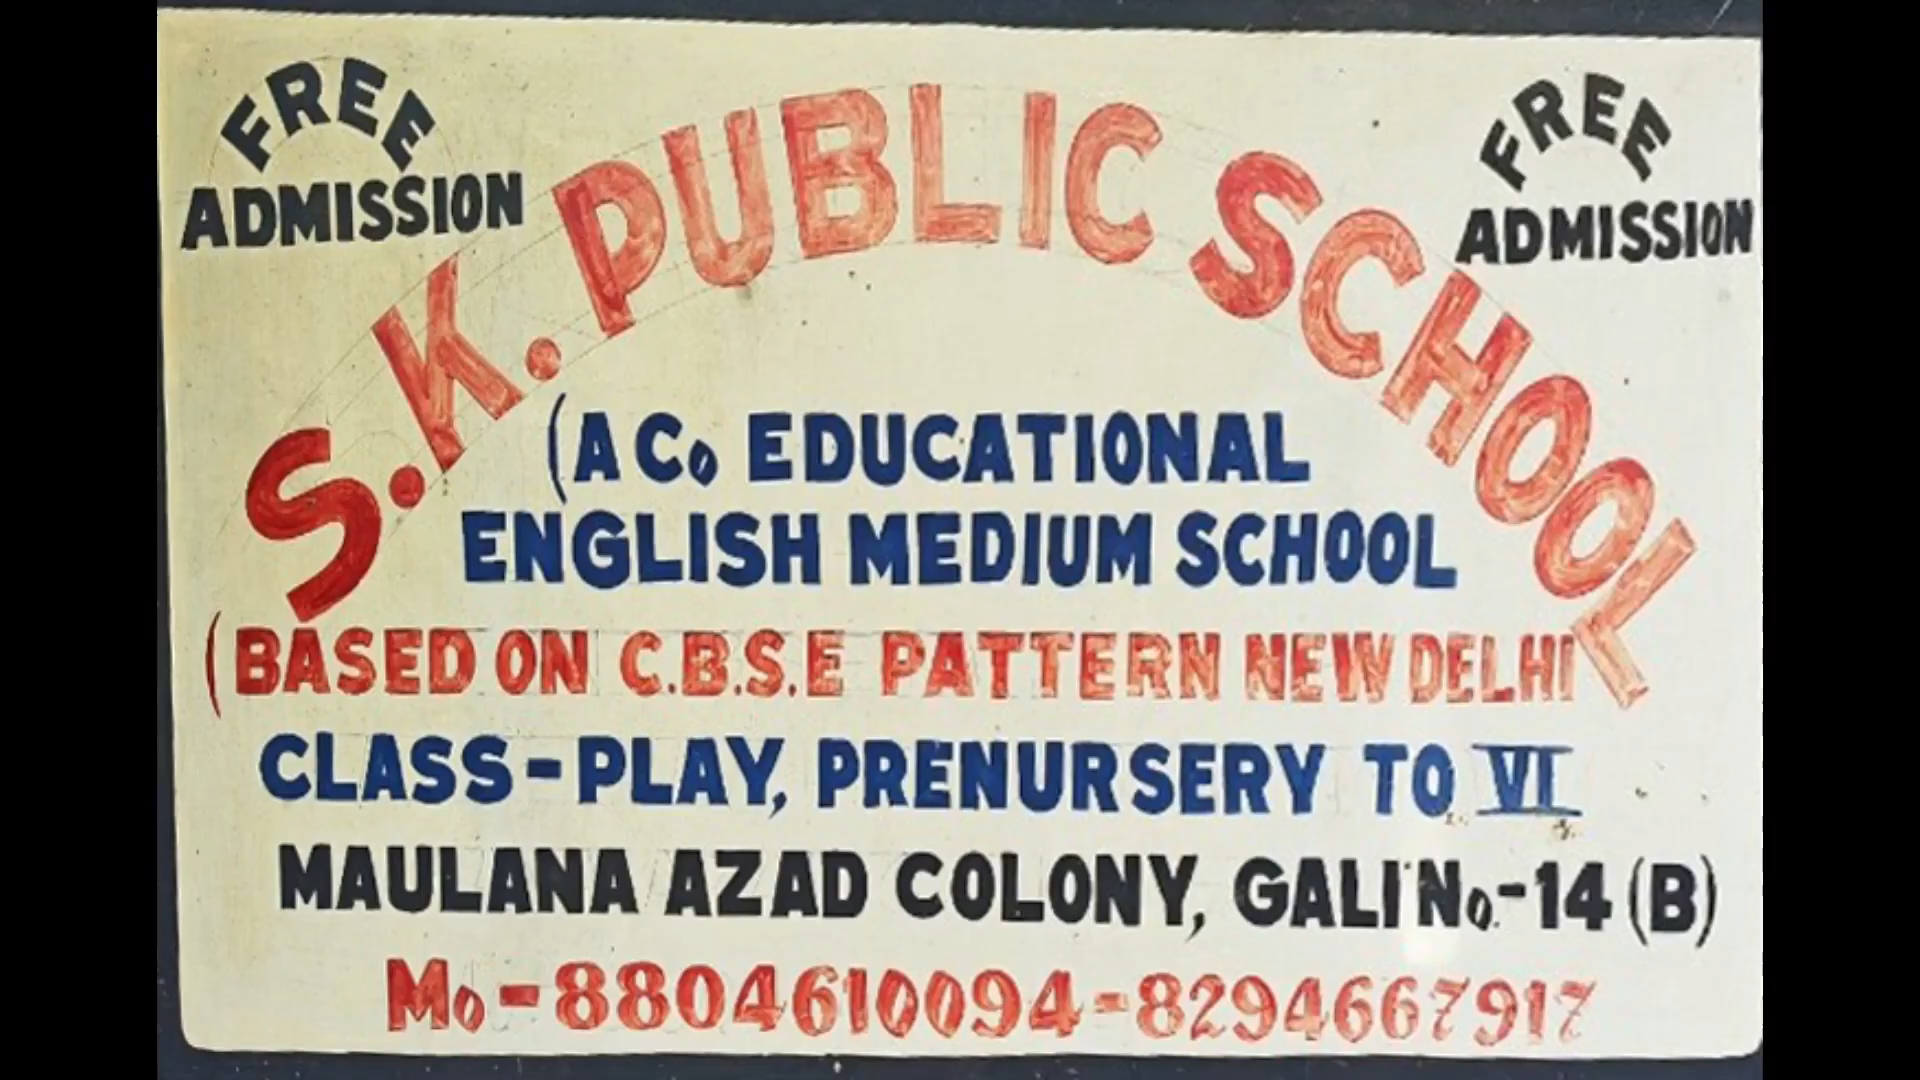 FREE
ADMISSION
FREE
ADMISSION
S.K. PUBLIC SCHOOL
(A Co EDUCATIONAL
ENGLISH MEDIUM SCHOOL
(BASED ON C.B.S.E PATTERN NEW DELHI
CLASS-PLAY, PRENURSERY TO VI
MAULANA AZAD COLONY, GALI No.-14 (B)
Mo-8804610094-8294667917